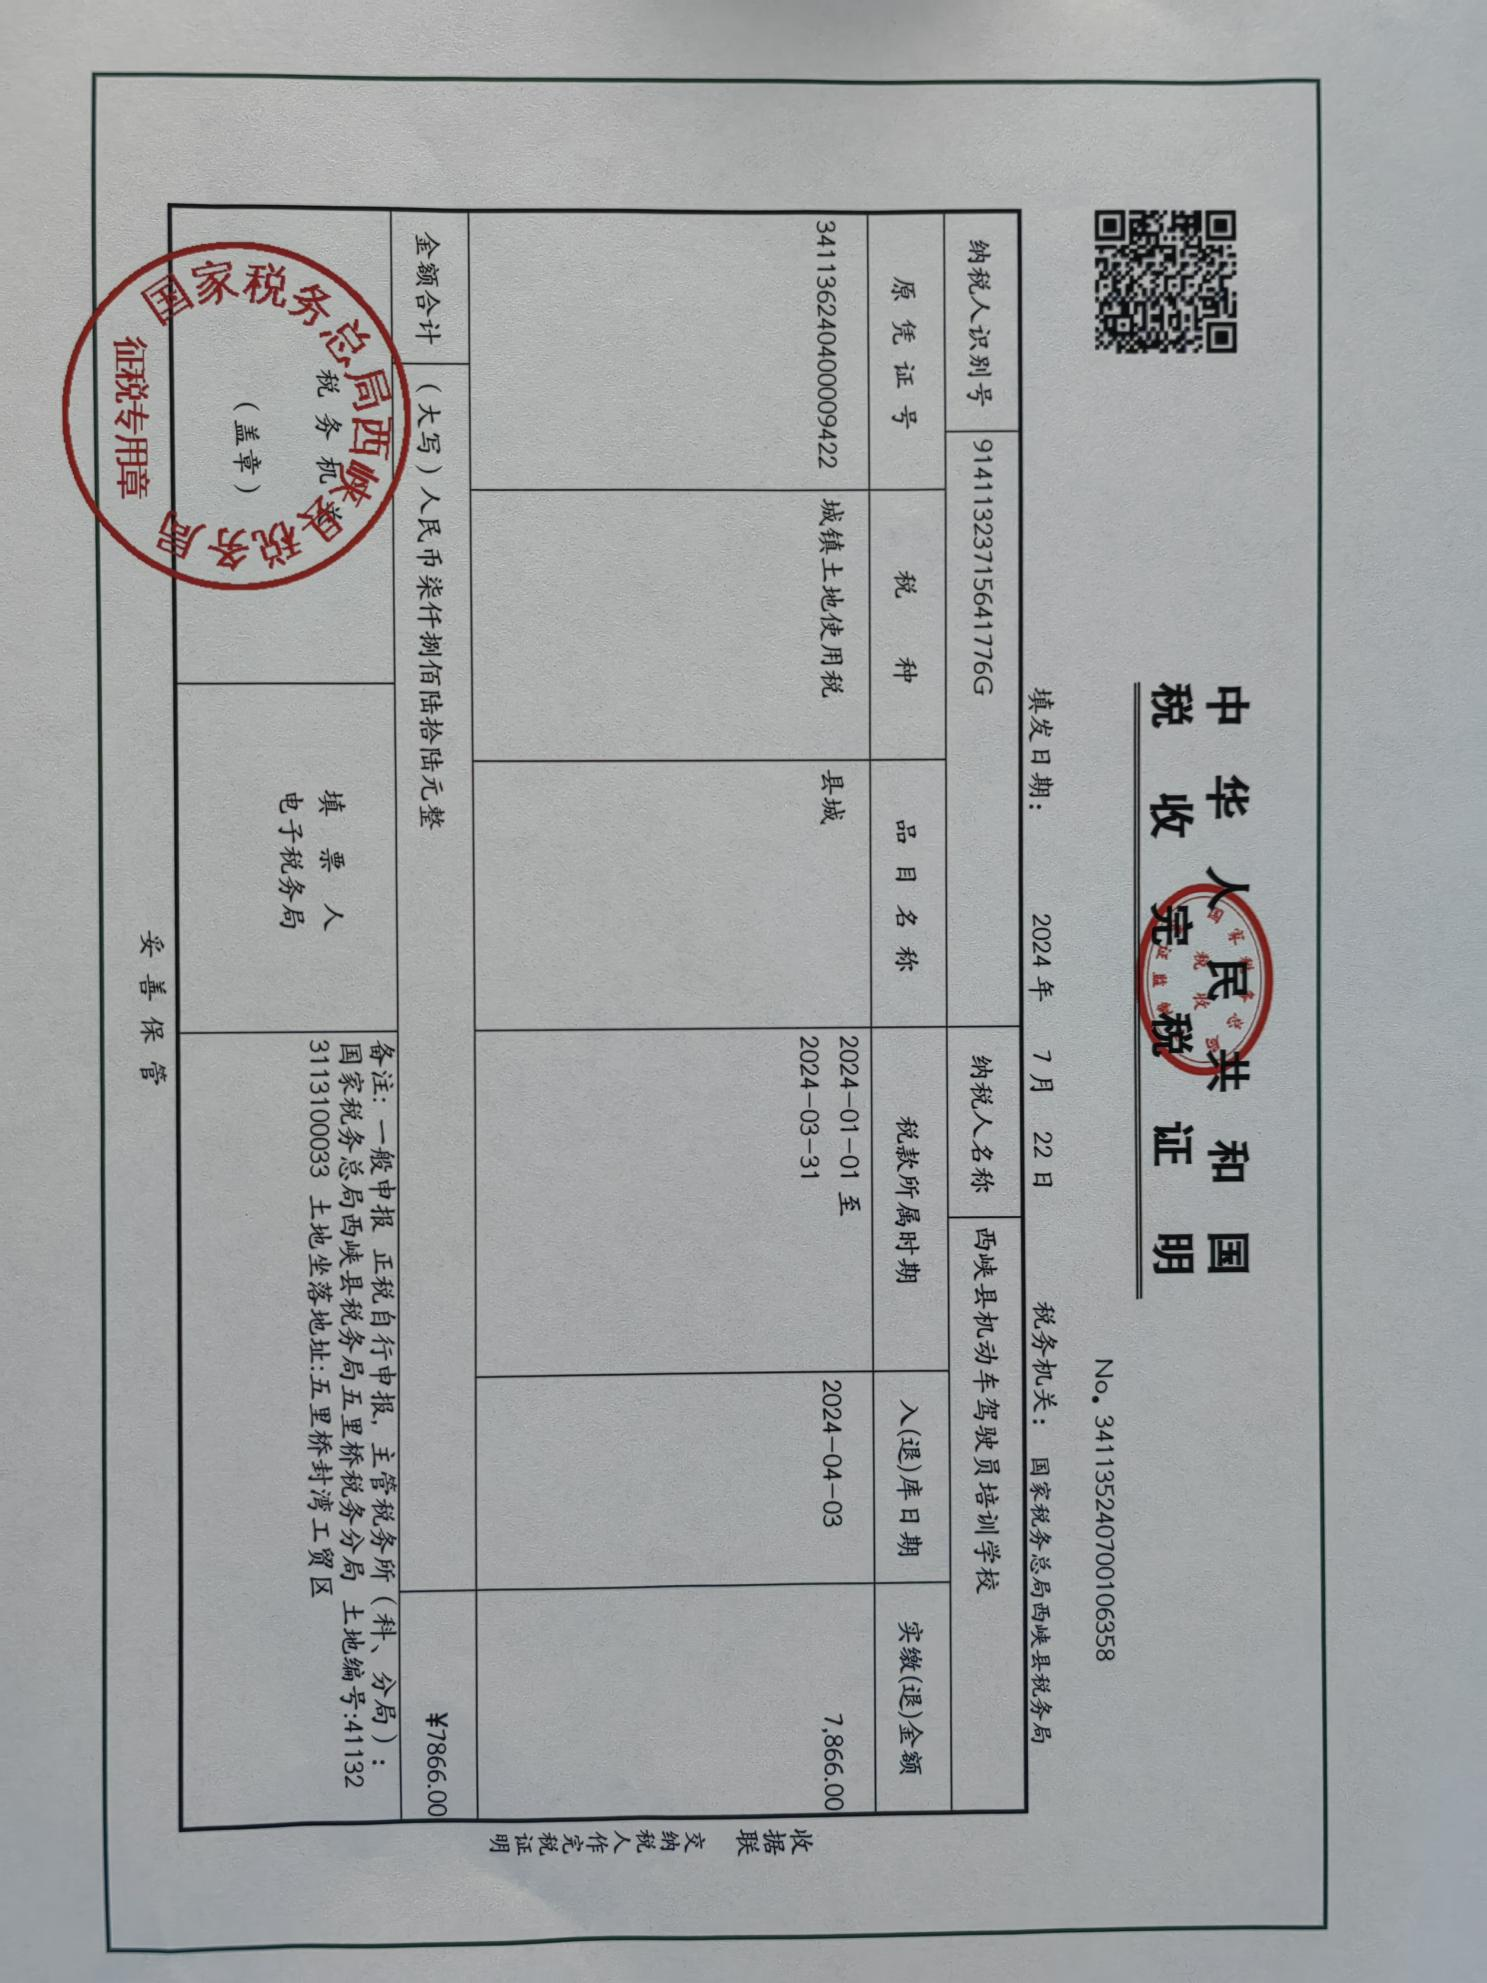 中华人民共和国
税收完税证明
No. 341135240700106358
填发日期： 2024 年 7 月 22 日 税务机关： 国家税务总局西峡县税务局
纳税人识别号 91411323715641776G 纳税人名称 西峡县机动车驾驶员培训学校
原凭证号 税种 品目名称 税款所属时期 入(退)库日期 实缴(退)金额
341136240400009422 城镇土地使用税 县城 2024-01-01 至 2024-04-03 7,866.00
2024-03-31
金额合计 （大写）人民币柒仟捌佰陆拾陆元整 ¥7866.00
税务机关
（盖章）
国家税务总局西峡县税务局
征税专用章
填票人
电子税务局
备注: 一般申报 正税自行申报, 主管税务所（科、分局）:
国家税务总局西峡县税务局五里桥税务分局 土地编号:41132
3113100033 土地坐落地址:五里桥封湾工贸区
收据联
交纳税人作完税证明
妥善保管